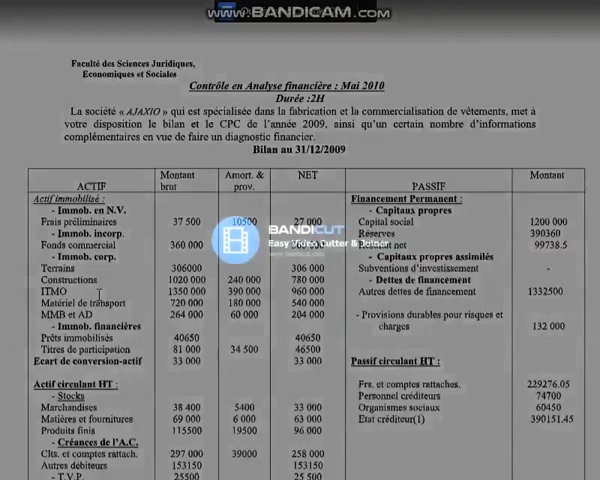 www.BANDICAM.com
Faculté des Sciences Juridiques,
Economiques et Sociales
Contrôle en Analyse financière : Mai 2010
Durée :2H
La société « AJAXIO » qui est spécialisée dans la fabrication et la commercialisation de vêtements, met à
votre disposition le bilan et le CPC de l'année 2009, ainsi qu'un certain nombre d'informations
complémentaires en vue de faire un diagnostic financier.
Bilan au 31/12/2009
ACTIF Montant brut Amort. & prov. NET PASSIF Montant
Actif immobilisé : Financement Permanent :
- Immob. en N.V. - Capitaux propres
Frais préliminaires 37 500 10500 27 000 Capital social 1200 000
- Immob. incorp. Réserves 390360
Fonds commercial 360 000 net 99738.5
- Immob. corp. - Capitaux propres assimilés
Terrains 306000 306 000 Subventions d'investissement -
Constructions 1020 000 240 000 780 000 - Dettes de financement
ITMO 1350 000 390 000 960 000 Autres dettes de financement 1332500
Matériel de transport 720 000 180 000 540 000
MMB et AD 264 000 60 000 204 000 - Provisions durables pour risques et
- Immob. financières charges 132 000
Prêts immobilisés 40650 40650
Titres de participation 81 000 34 500 46500
Ecart de conversion-actif 33 000 33 000 Passif circulant HT :
Actif circulant HT : Frs. et comptes rattaches. 229276.05
- Stocks Personnel créditeurs 74700
Marchandises 38 400 5400 33 000 Organismes sociaux 60450
Matières et fournitures 69 000 6 000 63 000 Etat créditeur(1) 390151.45
Produits finis 115500 19500 96 000
- Créances de l'A.C.
Clts. et comptes rattach. 297 000 39000 258 000
Autres débiteurs 153150 153150
- T.V.P 25500 25 500
BANDICUT
Easy Video Cutter & Joiner